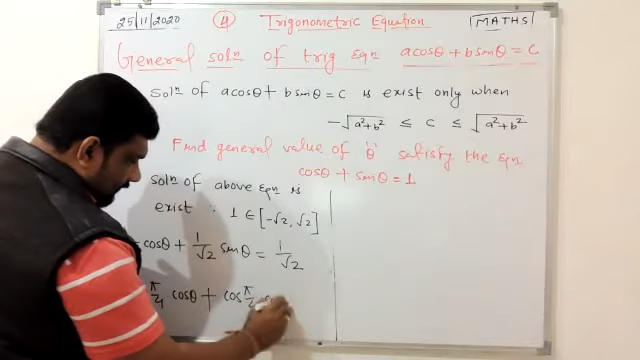 25/11/2020 4 Trigonometric Equation MATHS
General solⁿ of trig eqn acosθ + bsinθ = c
Solⁿ of acosθ + bsinθ = c is exist only when
-√a²+b² ≤ c ≤ √a²+b²
Find general value of 'θ' satisfy the eqn
cosθ + sinθ = 1
Solⁿ of above eqn is
exist ∵ 1 ∈ [-√2, √2]
cosθ + 1/√2 sinθ = 1/√2
π/4 cosθ + cos π/4